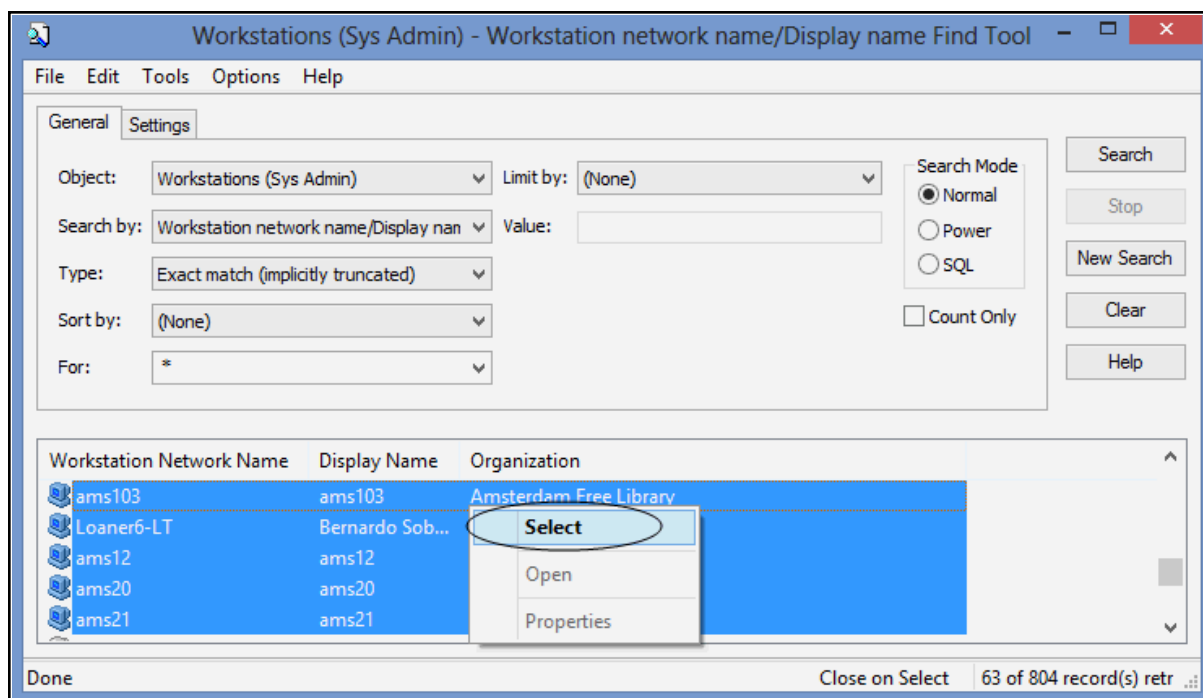 Workstations (Sys Admin) - Workstation network name/Display name Find Tool
File Edit Tools Options Help
General Settings
Object: Workstations (Sys Admin) Limit by: (None)
Search by: Workstation network name/Display nan Value:
Type: Exact match (implicitly truncated)
Sort by: (None)
For: *
Search Mode
Normal
Power
SQL
Count Only
Search
Stop
New Search
Clear
Help
Workstation Network Name Display Name Organization
ams103 ams103 Amsterdam Free Library
Loaner6-LT Bernardo Sob...
ams12 ams12
ams20 ams20
ams21 ams21
Select
Open
Properties
Done Close on Select 63 of 804 record(s) retr